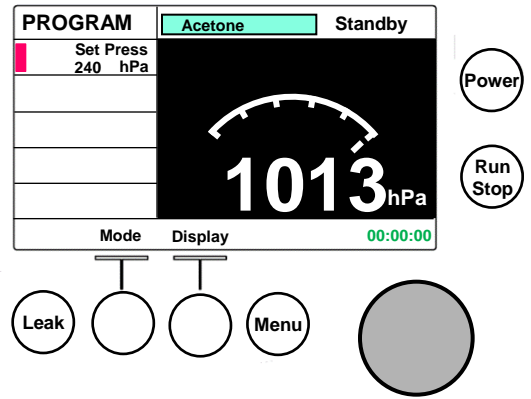 PROGRAM
Acetone
Standby
Set Press
240 hPa
1013hPa
Power
Run
Stop
Mode
Display
00:00:00
Leak
Menu